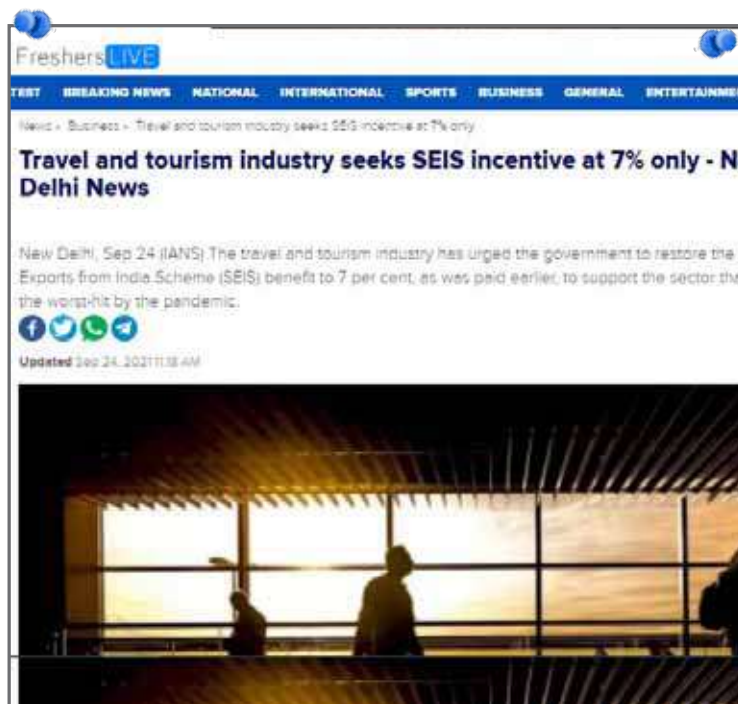 FreshersLIVE
TEST BREAKING NEWS NATIONAL INTERNATIONAL SPORTS BUSINESS GENERAL ENTERTAINME
News » Business » Travel and tourism industry seeks SEIS incentive at 7% only
Travel and tourism industry seeks SEIS incentive at 7% only - N
Delhi News
New Delhi, Sep 24 (IANS) The travel and tourism industry has urged the government to restore the
Exports from India Scheme (SEIS) benefit to 7 per cent, as was paid earlier, to support the sector tha
the worst-hit by the pandemic.
Updated Sep 24, 2021 11:18 AM